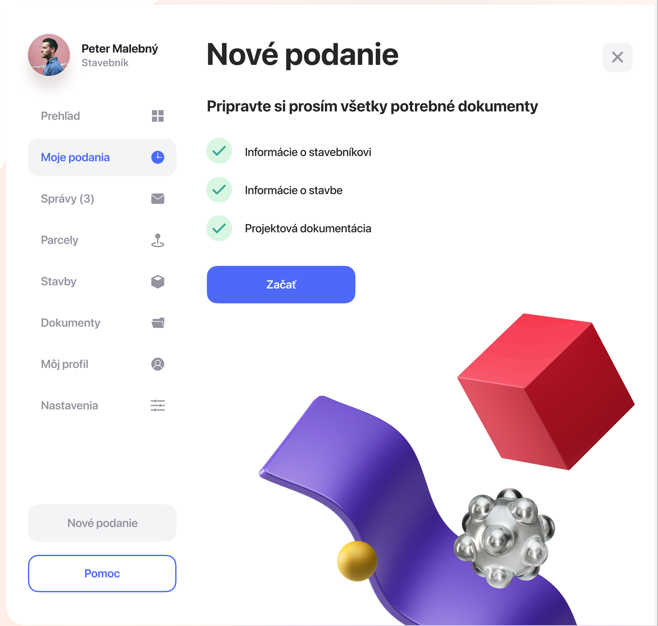 Peter Malebný
Stavebník
Prehľad
Moje podania
Správy (3)
Parcely
Stavby
Dokumenty
Môj profil
Nastavenia
Nové podanie
Pomoc
Nové podanie
Pripravte si prosím všetky potrebné dokumenty
Informácie o stavebníkovi
Informácie o stavbe
Projektová dokumentácia
Začať